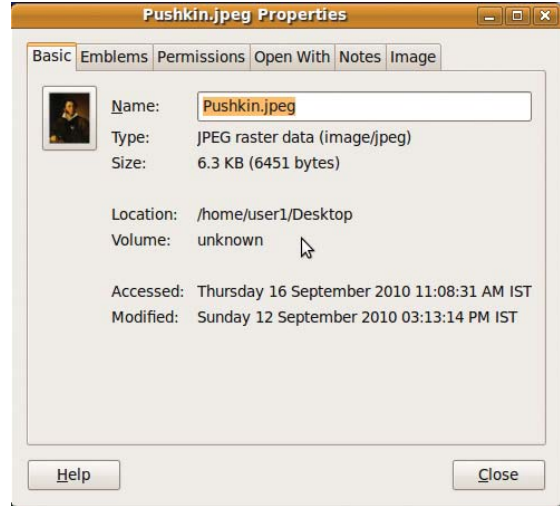 Pushkin.jpeg Properties
Basic Emblems Permissions Open With Notes Image
Name: Pushkin.jpeg
Type: JPEG raster data (image/jpeg)
Size: 6.3 KB (6451 bytes)
Location: /home/user1/Desktop
Volume: unknown
Accessed: Thursday 16 September 2010 11:08:31 AM IST
Modified: Sunday 12 September 2010 03:13:14 PM IST
Help Close